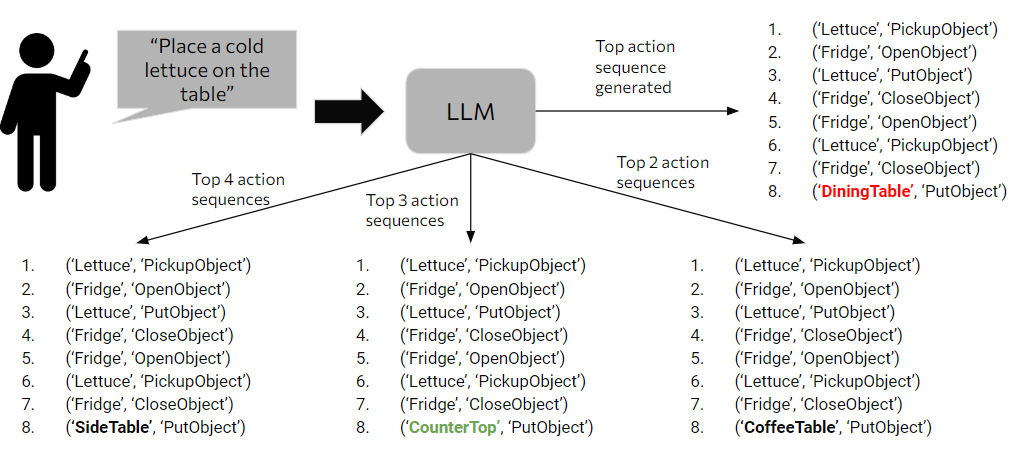 “Place a cold
lettuce on the
table”
LLM
Top action
sequence
generated
1. (‘Lettuce’, ‘PickupObject’)
2. (‘Fridge’, ‘OpenObject’)
3. (‘Lettuce’, ‘PutObject’)
4. (‘Fridge’, ‘CloseObject’)
5. (‘Fridge’, ‘OpenObject’)
6. (‘Lettuce’, ‘PickupObject’)
7. (‘Fridge’, ‘CloseObject’)
8. (‘DiningTable’, ‘PutObject’)
Top 4 action
sequences
Top 3 action
sequences
Top 2 action
sequences
1. (‘Lettuce’, ‘PickupObject’)
2. (‘Fridge’, ‘OpenObject’)
3. (‘Lettuce’, ‘PutObject’)
4. (‘Fridge’, ‘CloseObject’)
5. (‘Fridge’, ‘OpenObject’)
6. (‘Lettuce’, ‘PickupObject’)
7. (‘Fridge’, ‘CloseObject’)
8. (‘SideTable’, ‘PutObject’)
1. (‘Lettuce’, ‘PickupObject’)
2. (‘Fridge’, ‘OpenObject’)
3. (‘Lettuce’, ‘PutObject’)
4. (‘Fridge’, ‘CloseObject’)
5. (‘Fridge’, ‘OpenObject’)
6. (‘Lettuce’, ‘PickupObject’)
7. (‘Fridge’, ‘CloseObject’)
8. (‘CounterTop’, ‘PutObject’)
1. (‘Lettuce’, ‘PickupObject’)
2. (‘Fridge’, ‘OpenObject’)
3. (‘Lettuce’, ‘PutObject’)
4. (‘Fridge’, ‘CloseObject’)
5. (‘Fridge’, ‘OpenObject’)
6. (‘Lettuce’, ‘PickupObject’)
7. (‘Fridge’, ‘CloseObject’)
8. (‘CoffeeTable’, ‘PutObject’)